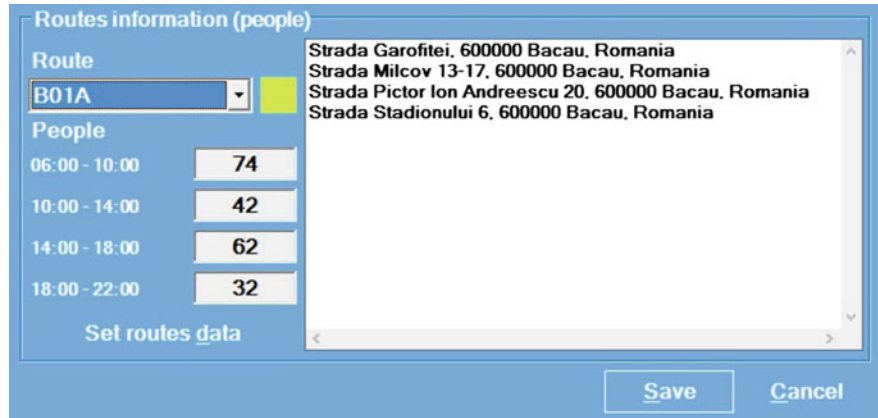 Routes information (people)
Route
B01A
People
06:00 - 10:00 74
10:00 - 14:00 42
14:00 - 18:00 62
18:00 - 22:00 32
Set routes data
Strada Garofitei, 600000 Bacau, Romania
Strada Milcov 13-17, 600000 Bacau, Romania
Strada Pictor Ion Andreescu 20, 600000 Bacau, Romania
Strada Stadionului 6, 600000 Bacau, Romania
Save Cancel